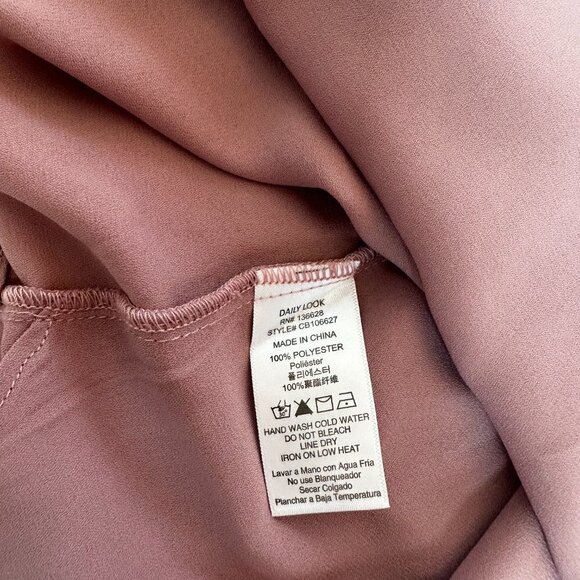 DAILY LOOK
RN# 136628
STYLE# CB106627
MADE IN CHINA
100% POLYESTER
Poliéster
폴리에스터
100%聚酯纤维
HAND WASH COLD WATER
DO NOT BLEACH
LINE DRY
IRON ON LOW HEAT
Lavar a Mano con Agua Fria
No use Blanqueador
Secar Colgado
Planchar a Baja Temperatura